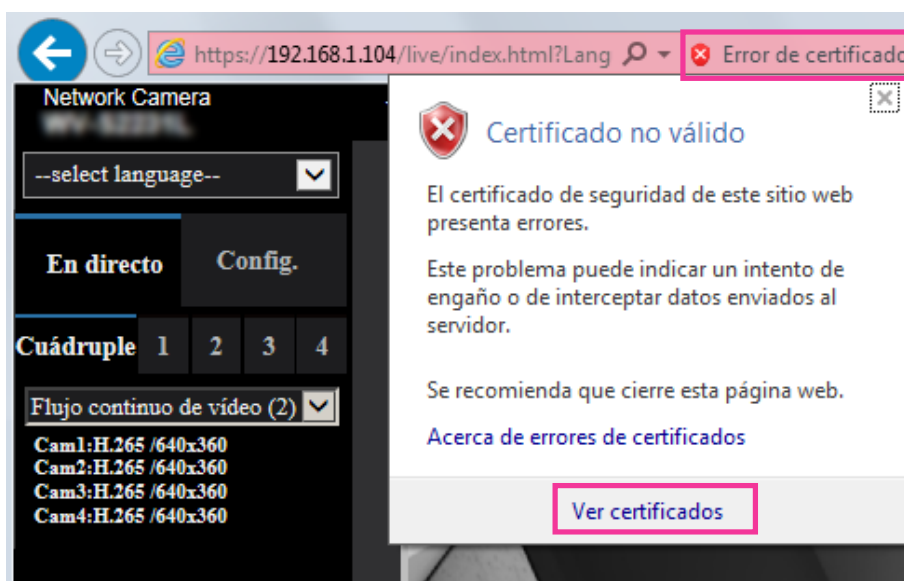 https://192.168.1.104/live/index.html?Lang
Error de certificado
Network Camera
--select language--
En directo
Config.
Cuádruple 1 2 3 4
Flujo continuo de vídeo (2)
Cam1:H.265 /640x360
Cam2:H.265 /640x360
Cam3:H.265 /640x360
Cam4:H.265 /640x360
Certificado no válido
El certificado de seguridad de este sitio web
presenta errores.
Este problema puede indicar un intento de
engaño o de interceptar datos enviados al
servidor.
Se recomienda que cierre esta página web.
Acerca de errores de certificados
Ver certificados